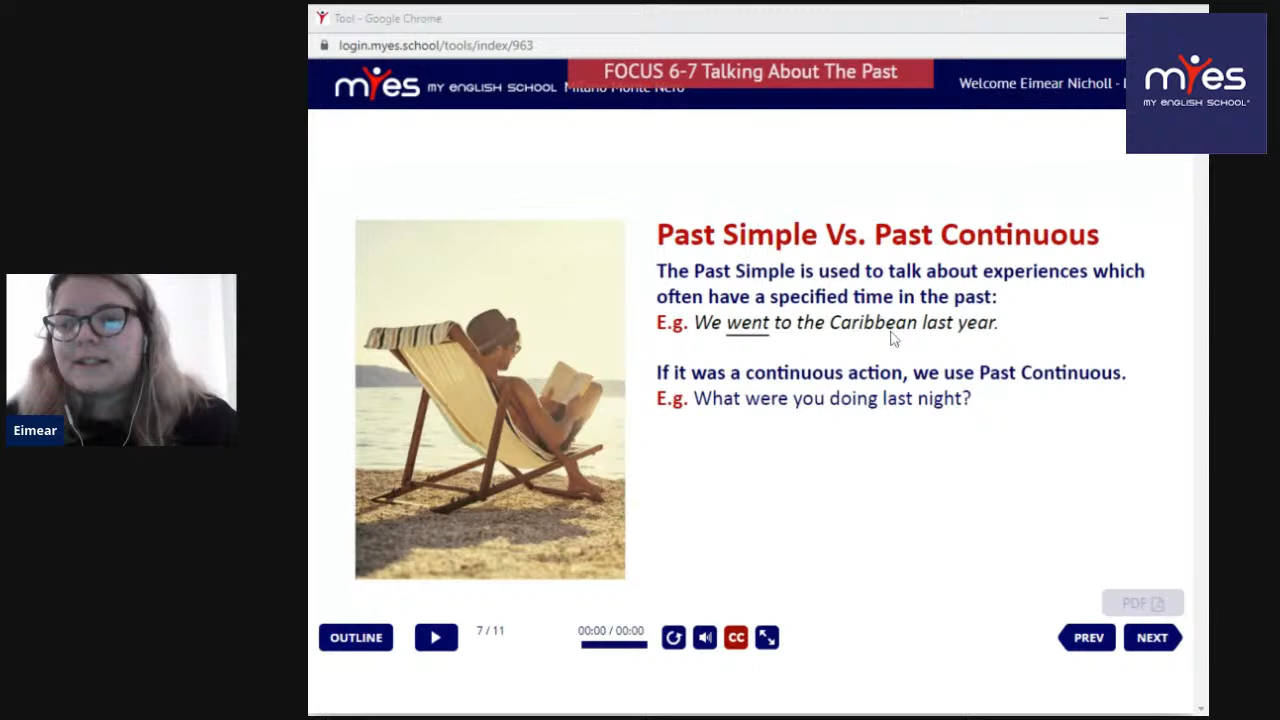 Tool - Google Chrome
login.myes.school/tools/index/963
FOCUS 6-7 Talking About The Past
myes MY ENGLISH SCHOOL Milano Monte Nero
Welcome Eimear Nicholl -
myes
MY ENGLISH SCHOOL
Past Simple Vs. Past Continuous
The Past Simple is used to talk about experiences which
often have a specified time in the past:
E.g. We went to the Caribbean last year.
If it was a continuous action, we use Past Continuous.
E.g. What were you doing last night?
Eimear
PDF
OUTLINE
7 / 11
00:00 / 00:00
CC
PREV
NEXT